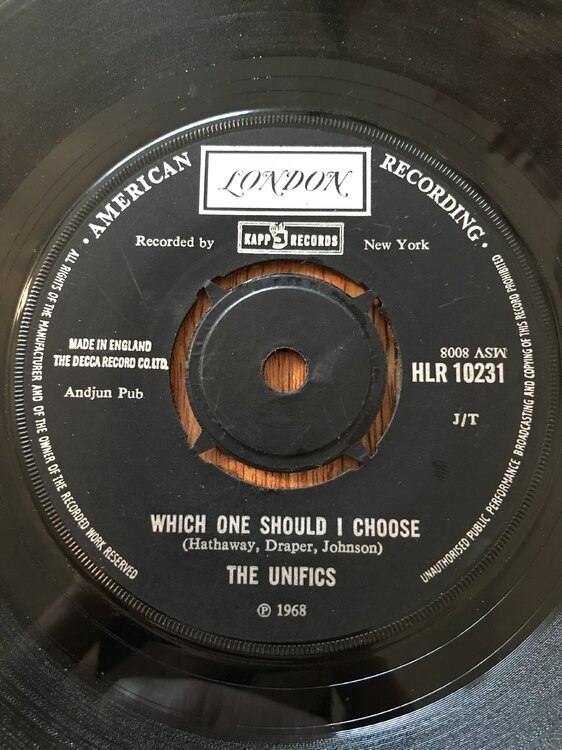 · AMERICAN RECORDING ·
LONDON
Recorded by KAPP RECORDS New York
MADE IN ENGLAND
THE DECCA RECORD CO. LTD.
Andjun Pub
MSV 8008
HLR 10231
J/T
WHICH ONE SHOULD I CHOOSE
(Hathaway, Draper, Johnson)
THE UNIFICS
℗ 1968
ALL RIGHTS OF THE MANUFACTURER AND OF THE OWNER OF THE RECORDED WORK RESERVED
UNAUTHORISED PUBLIC PERFORMANCE BROADCASTING AND COPYING OF THIS RECORD PROHIBITED